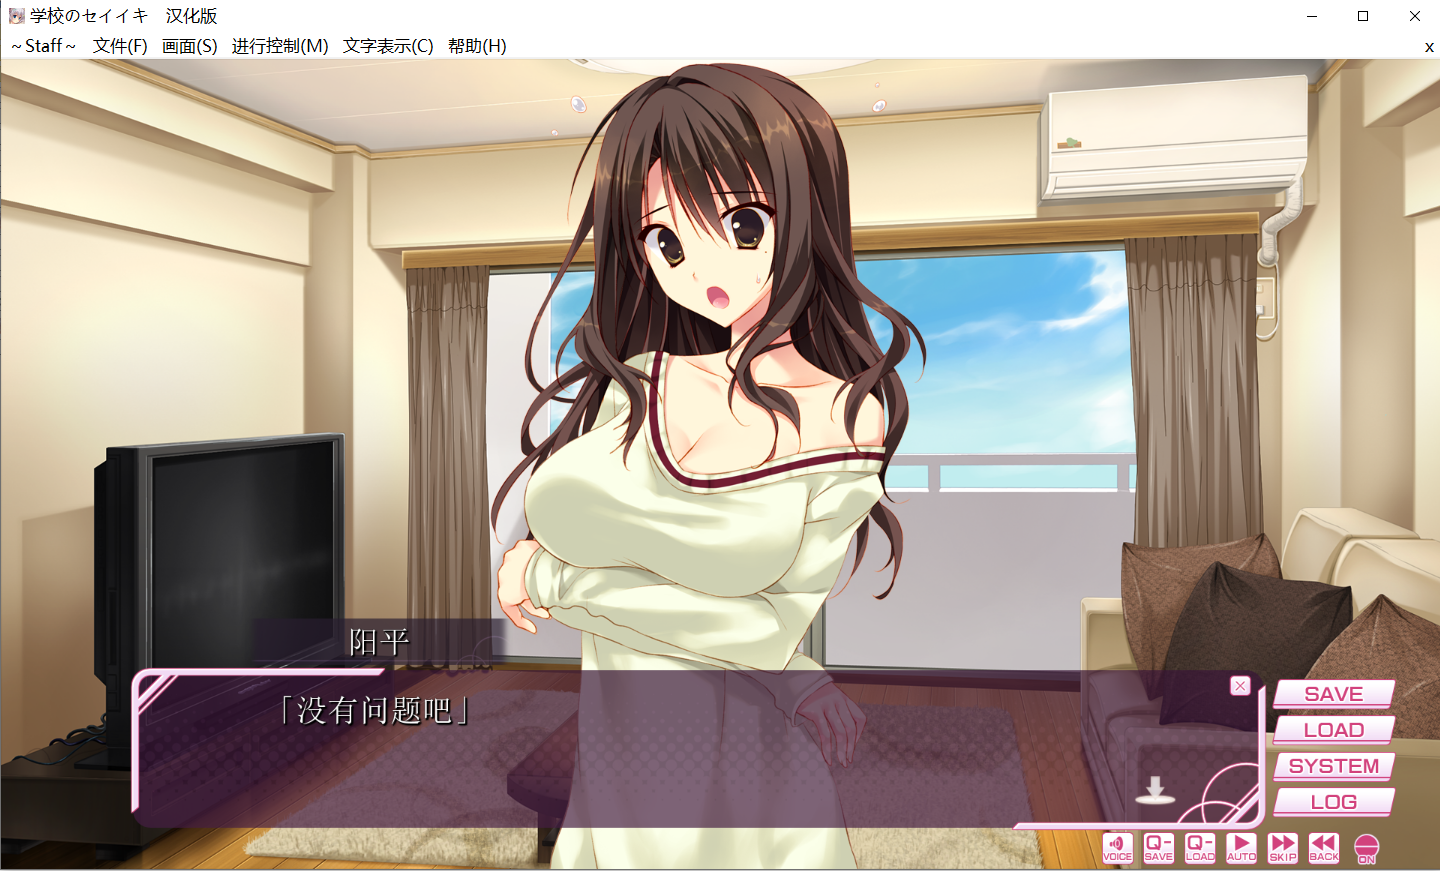 学校のセイイキ　汉化版
～Staff～ 文件(F) 画面(S) 进行控制(M) 文字表示(C) 帮助(H) x
阳平
「没有问题吧」
SAVE
LOAD
SYSTEM
LOG
VOICE Q-SAVE Q-LOAD AUTO SKIP BACK ON